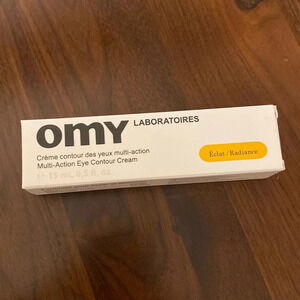 omy LABORATOIRES
Crème contour des yeux multi-action
Multi-Action Eye Contour Cream
15 mL, 0,5 fl. oz.
Éclat / Radiance